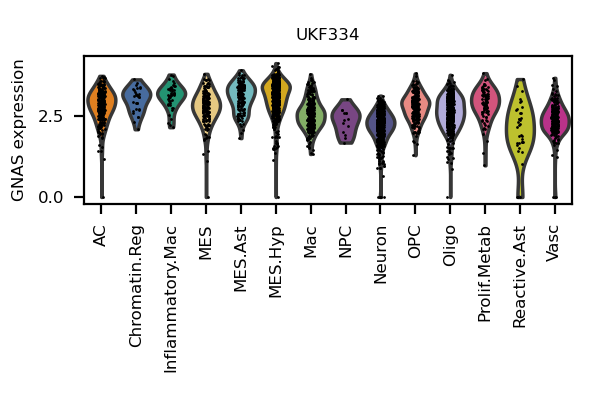 UKF334
GNAS expression
2.5
0.0
AC
Chromatin.Reg
Inflammatory.Mac
MES
MES.Ast
MES.Hyp
Mac
NPC
Neuron
OPC
Oligo
Prolif.Metab
Reactive.Ast
Vasc